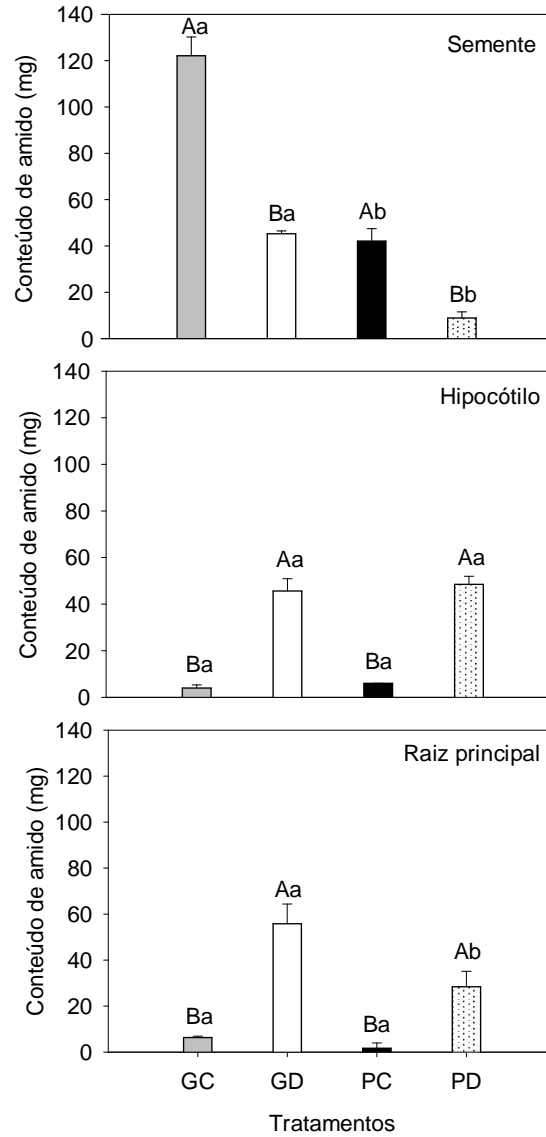 140
120
100
80
60
40
20
0
Conteúdo de amido (mg)
Semente
Aa
Ba
Ab
Bb
140
120
100
80
60
40
20
0
Conteúdo de amido (mg)
Hipocótilo
Ba
Aa
Ba
Aa
140
120
100
80
60
40
20
0
Conteúdo de amido (mg)
Raiz principal
Ba
Aa
Ba
Ab
GC GD PC PD
Tratamentos